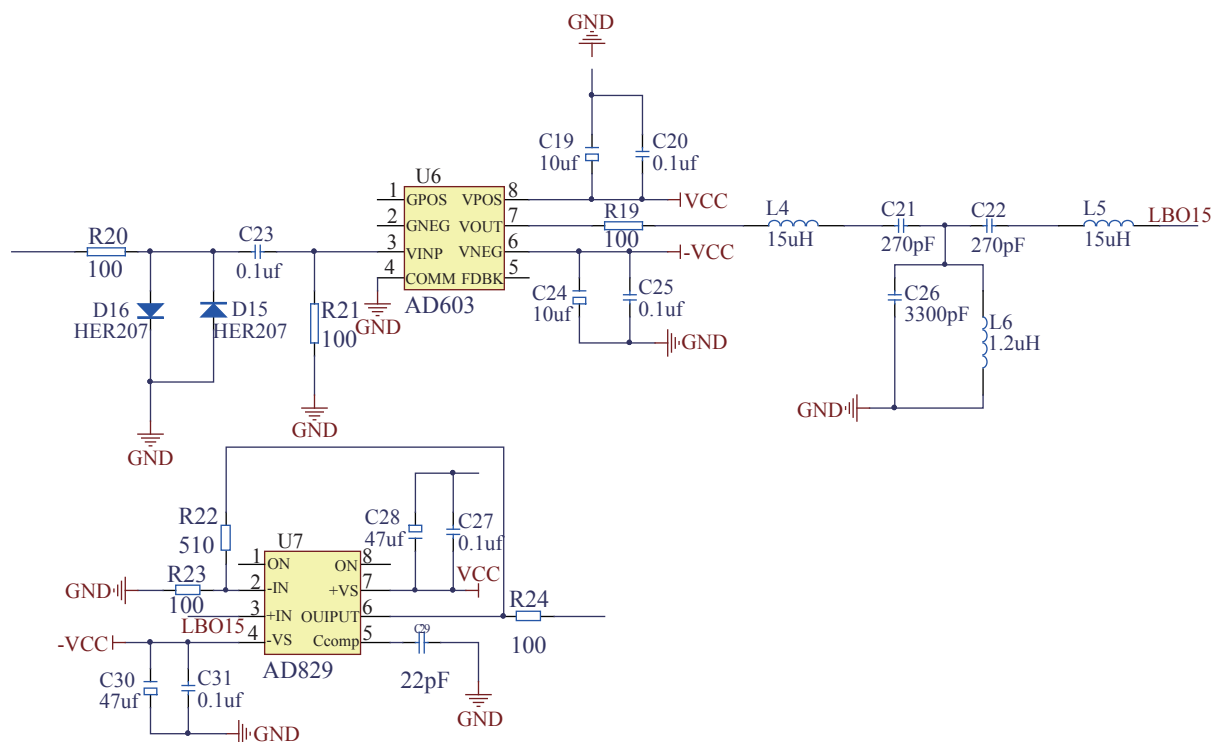 GND
C19
10uf
C20
0.1uf
U6
1
GPOS
VPOS
8
VCC
2
GNEG
VOUT
7
R19
100
3
VINP
VNEG
6
-VCC
4
COMM
FDBK
5
AD603
GND
R20
100
C23
0.1uf
D16
HER207
D15
HER207
R21
100
GND
GND
C24
10uf
C25
0.1uf
GND
L4
15uH
C21
270pF
C22
270pF
L5
15uH
LBO15
C26
3300pF
L6
1.2uH
GND
R22
510
U7
C28
47uf
C27
0.1uf
1
ON
ON
8
GND
R23
100
2
-IN
+VS
7
VCC
3
+IN
OUIPUT
6
R24
100
LBO15
-VCC
4
-VS
Ccomp
5
C29
22pF
AD829
GND
C30
47uf
C31
0.1uf
GND